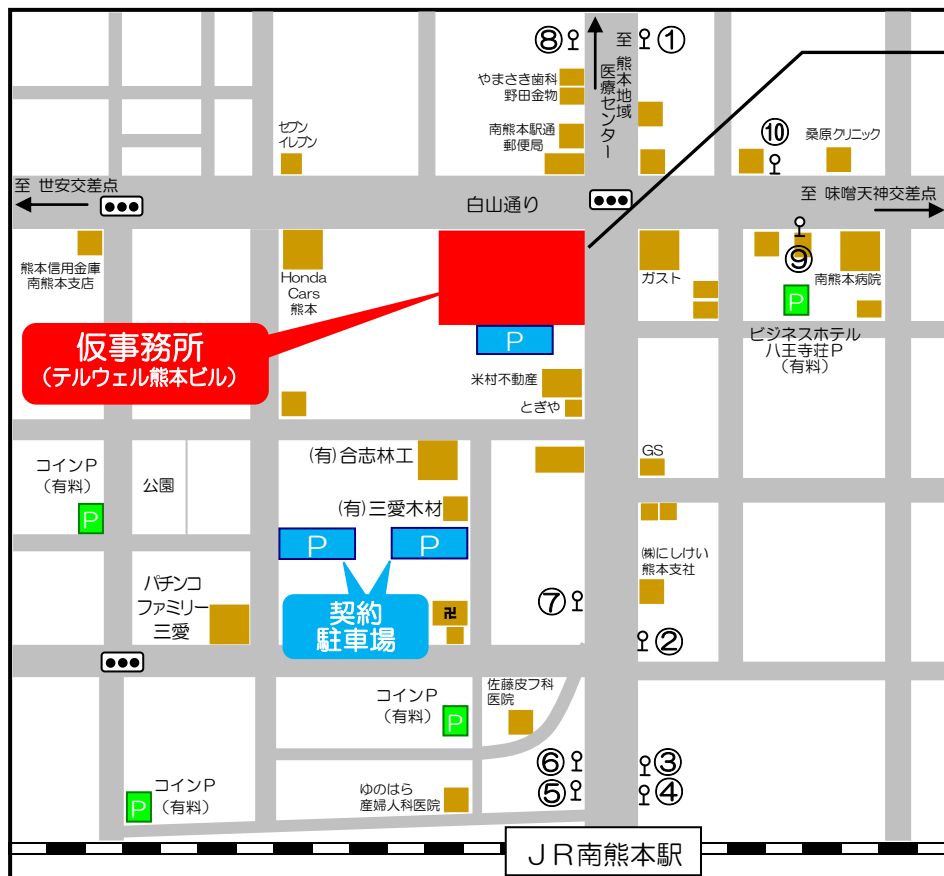 ⑧
至
熊本地域
医療センター
①
やまさき歯科
野田金物
南熊本駅通
郵便局
セブン
イレブン
⑩
桑原クリニック
至 世安交差点
白山通り
至 味噌天神交差点
熊本信用金庫
南熊本支店
Honda
Cars
熊本
ガスト
⑨
南熊本病院
P
ビジネスホテル
八王寺荘P
(有料)
仮事務所
(テルウェル熊本ビル)
P
米村不動産
とぎや
(有)合志林工
GS
コインP
(有料)
P
公園
(有)三愛木材
P
P
㈱にしけい
熊本支社
契約
駐車場
卍
⑦
パチンコ
ファミリー
三愛
②
佐藤皮フ科
医院
コインP
(有料)
P
⑥
③
⑤
④
コインP
(有料)
P
ゆのはら
産婦人科医院
JR南熊本駅